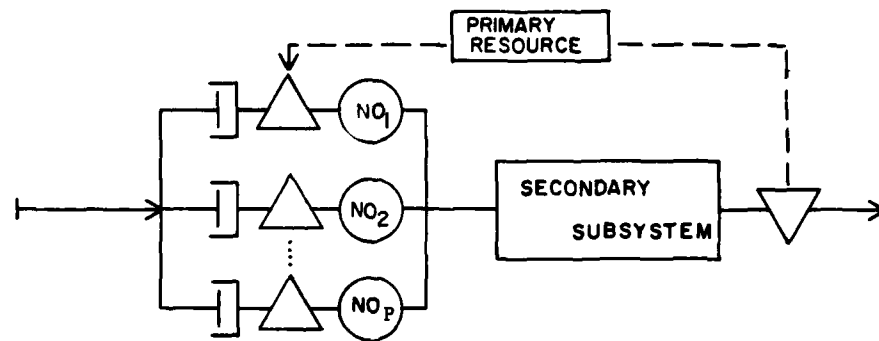 PRIMARY
RESOURCE
NO1
NO2
NOP
SECONDARY
SUBSYSTEM